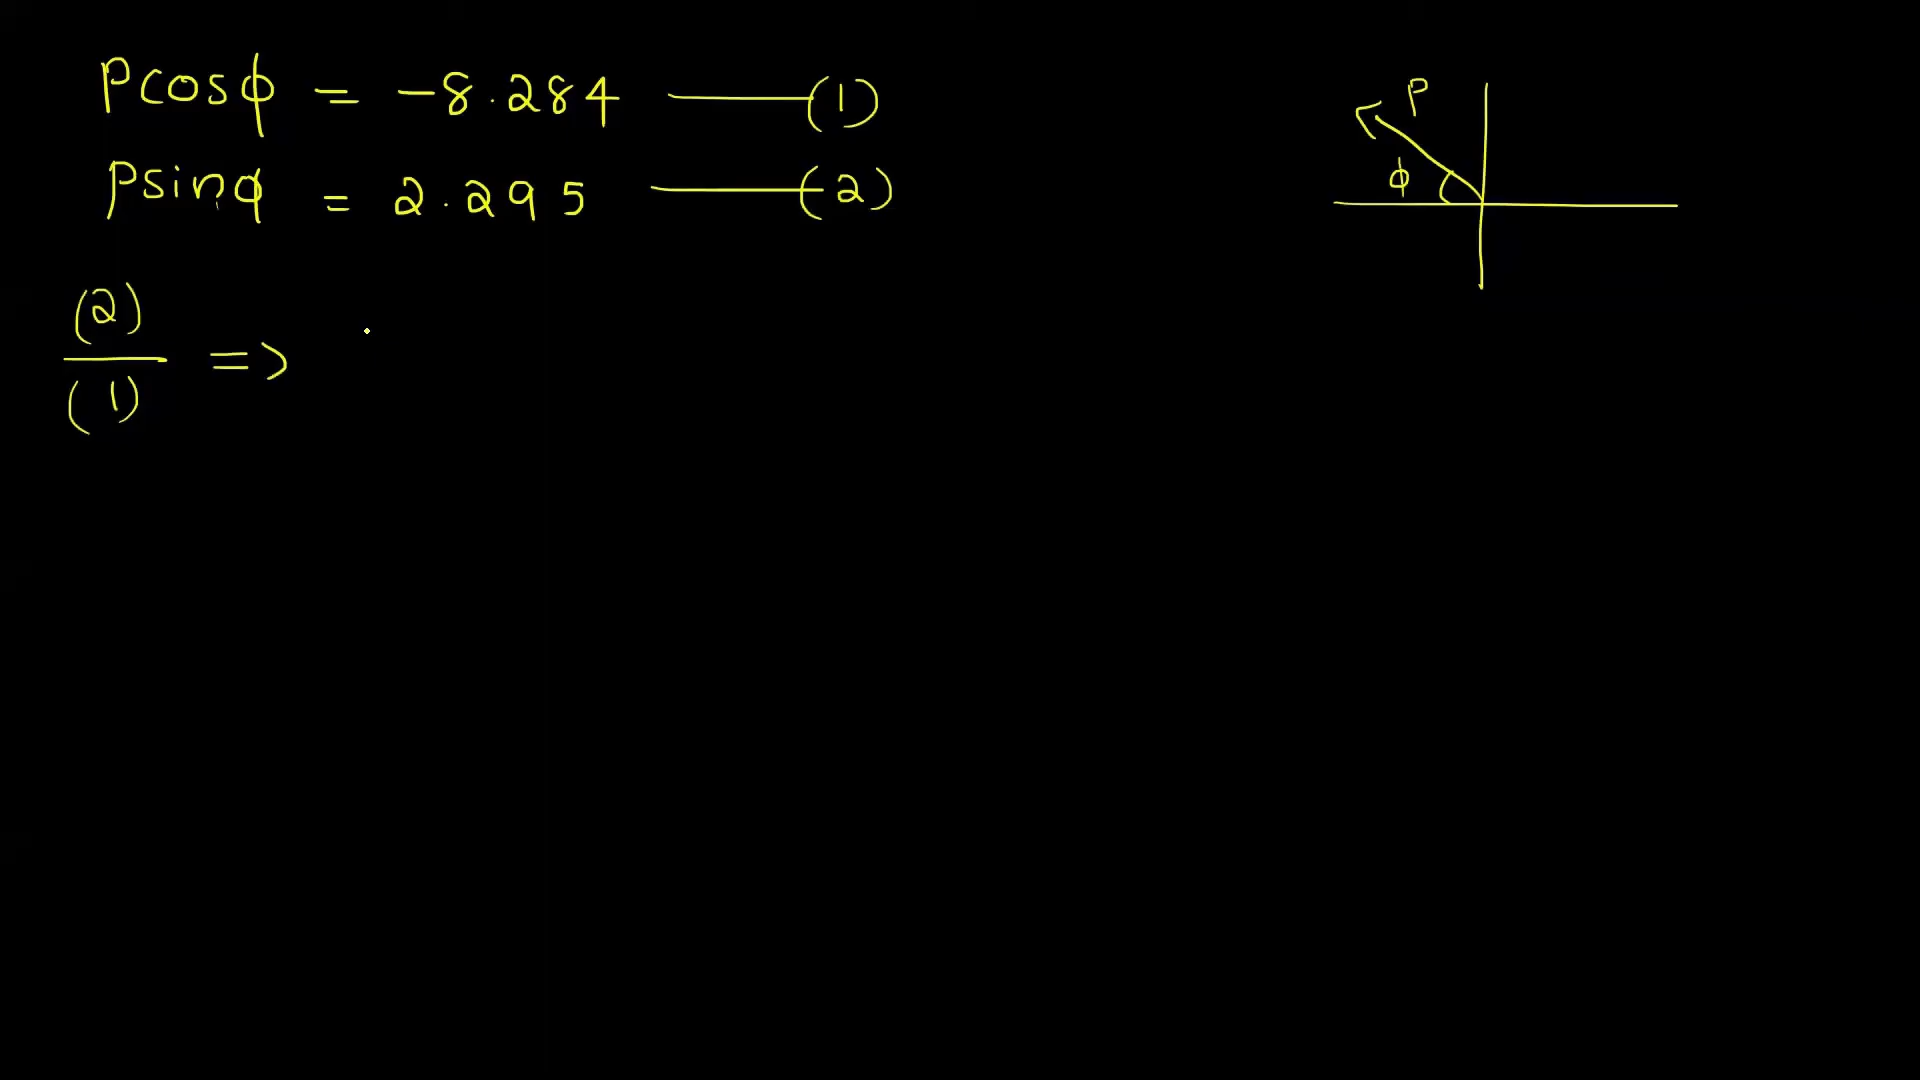 Pcosϕ = -8.284 ——(1)
Psinϕ = 2.295 ——(2)
(2)/(1) =>
P
ϕ